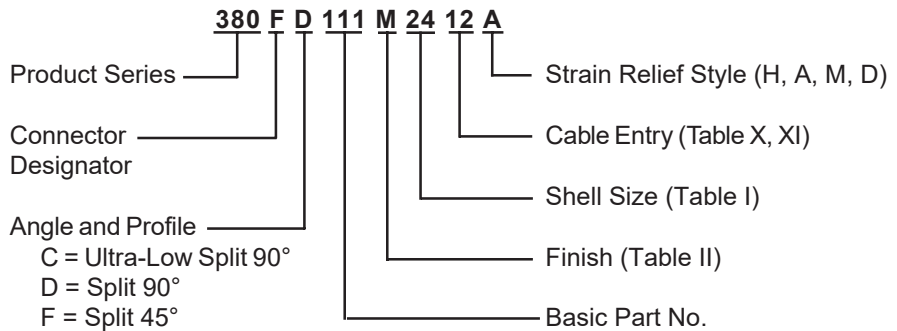 380 F D 111 M 24 12 A
Product Series
Connector
Designator
Angle and Profile
C = Ultra-Low Split 90°
D = Split 90°
F = Split 45°
Strain Relief Style (H, A, M, D)
Cable Entry (Table X, XI)
Shell Size (Table I)
Finish (Table II)
Basic Part No.